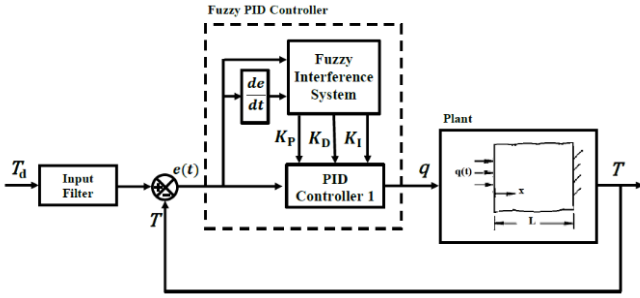 Fuzzy PID Controller
Fuzzy
Interference
System
de
dt
K_P K_D K_I
Plant
T_d
Input
Filter
e(t)
PID
Controller 1
q
q(t)
x
L
T
T